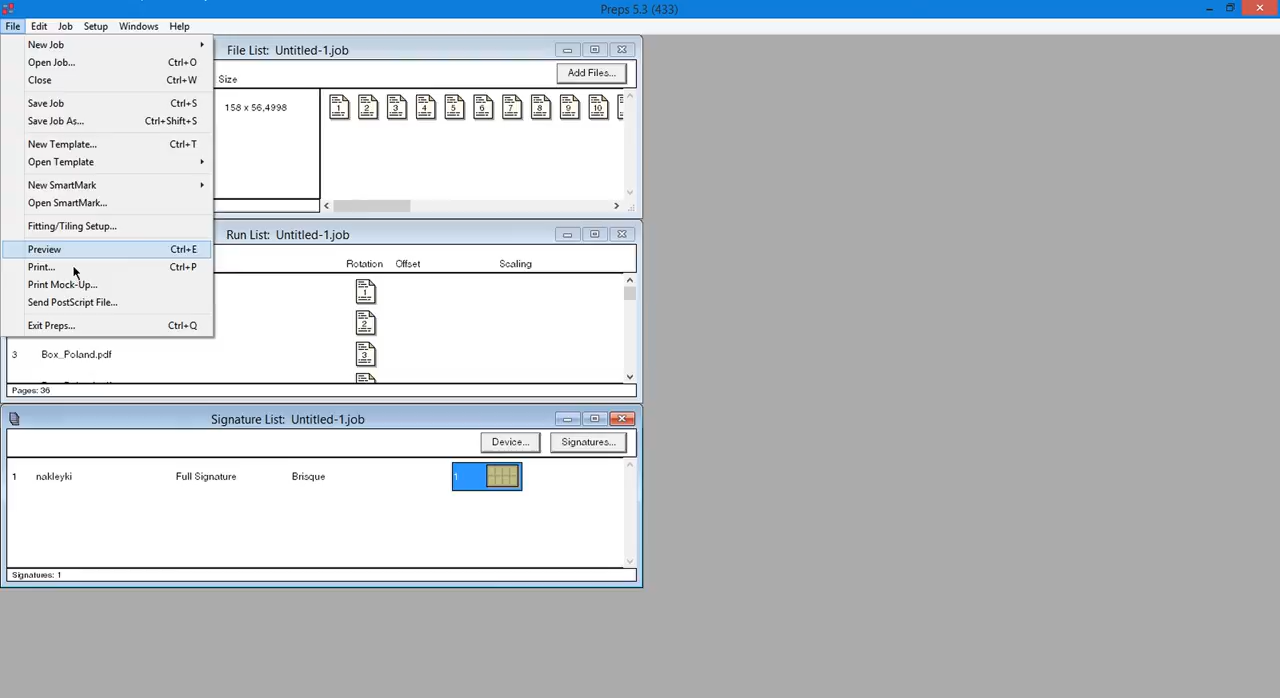 Preps 5.3 (433)
File Edit Job Setup Windows Help
New Job
Open Job... Ctrl+O
Close Ctrl+W
Save Job Ctrl+S
Save Job As... Ctrl+Shift+S
New Template... Ctrl+T
Open Template
New SmartMark
Open SmartMark...
Fitting/Tiling Setup...
Preview Ctrl+E
Print... Ctrl+P
Print Mock-Up...
Send PostScript File...
Exit Preps... Ctrl+Q
File List: Untitled-1.job
Size
Add Files...
158 x 56,4998
1 2 3 4 5 6 7 8 9 10
Run List: Untitled-1.job
Rotation Offset Scaling
1
2
3 Box_Poland.pdf 3
Pages: 36
Signature List: Untitled-1.job
Device... Signatures...
1 nakleyki Full Signature Brisque 1
Signatures: 1